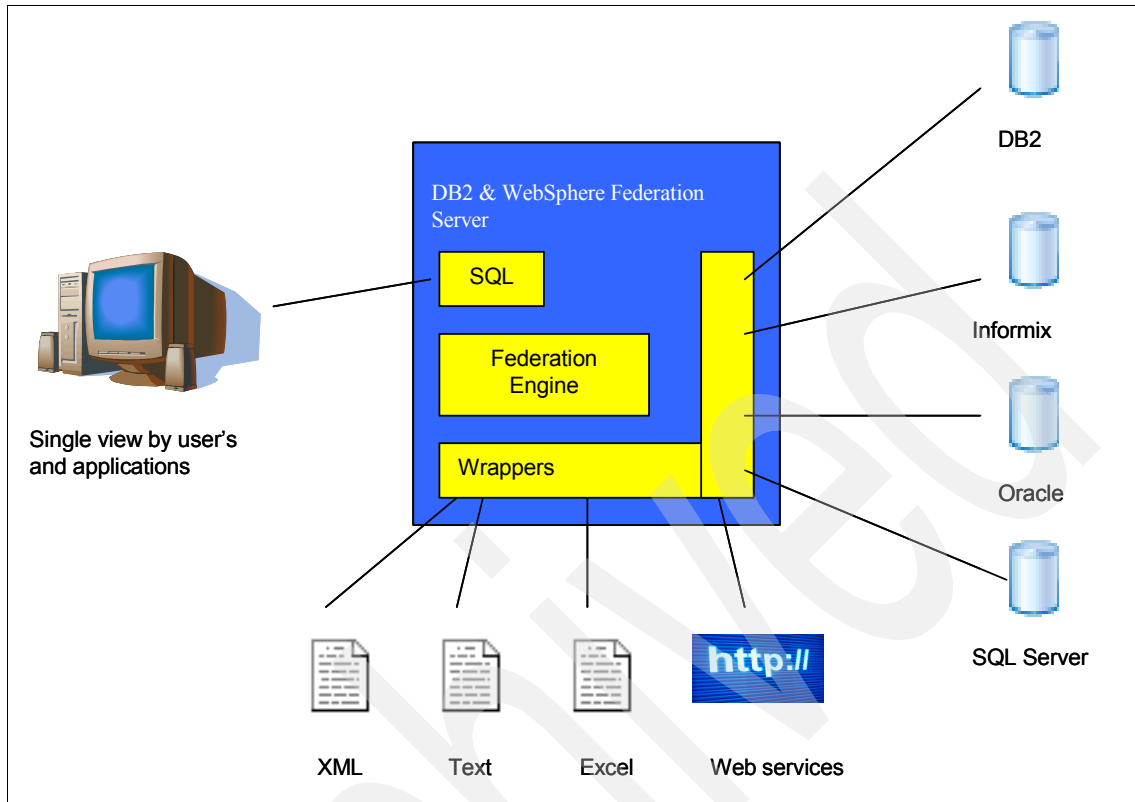 DB2
DB2 & WebSphere Federation
Server
SQL
Informix
Federation
Engine
Single view by user's
and applications
Wrappers
Oracle
http://
SQL Server
XML
Text
Excel
Web services
hived